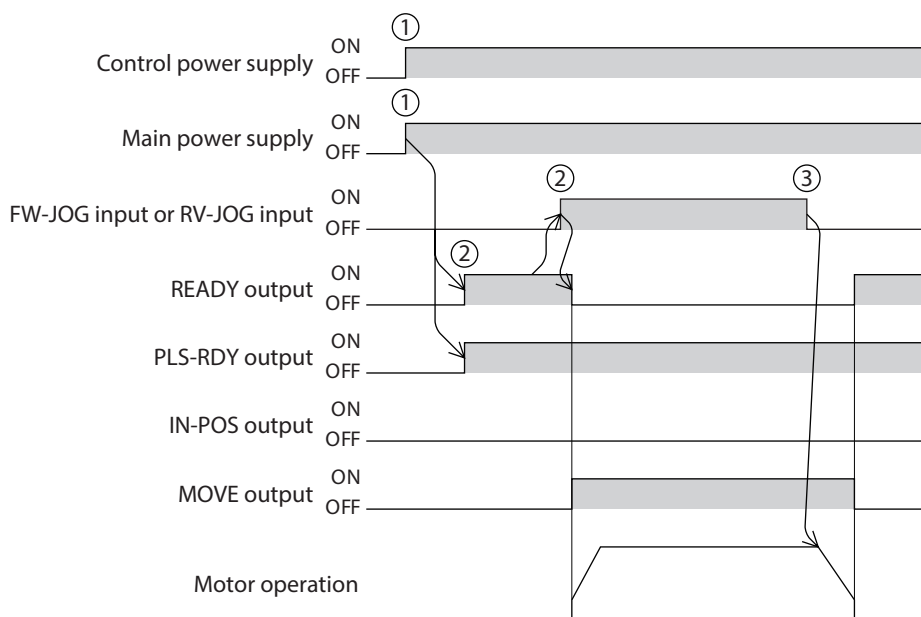 ①
Control power supply ON
OFF
①
Main power supply ON
OFF
② ③
FW-JOG input or RV-JOG input ON
OFF
②
READY output ON
OFF
PLS-RDY output ON
OFF
IN-POS output ON
OFF
MOVE output ON
OFF
Motor operation